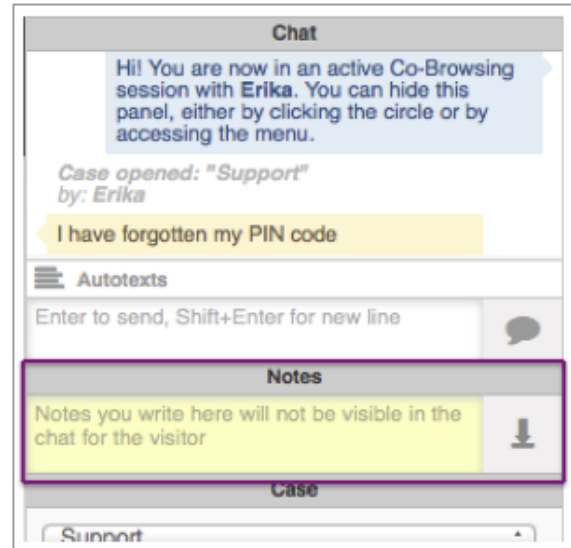 Chat
Hi! You are now in an active Co-Browsing
session with Erika. You can hide this
panel, either by clicking the circle or by
accessing the menu.
Case opened: "Support"
by: Erika
I have forgotten my PIN code
Autotexts
Enter to send, Shift+Enter for new line
Notes
Notes you write here will not be visible in the
chat for the visitor
Case
Support